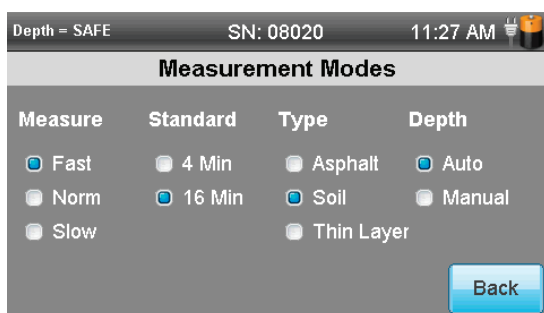 Depth = SAFE SN: 08020 11:27 AM
Measurement Modes
Measure Standard Type Depth
Fast 4 Min Asphalt Auto
Norm 16 Min Soil Manual
Slow Thin Layer
Back